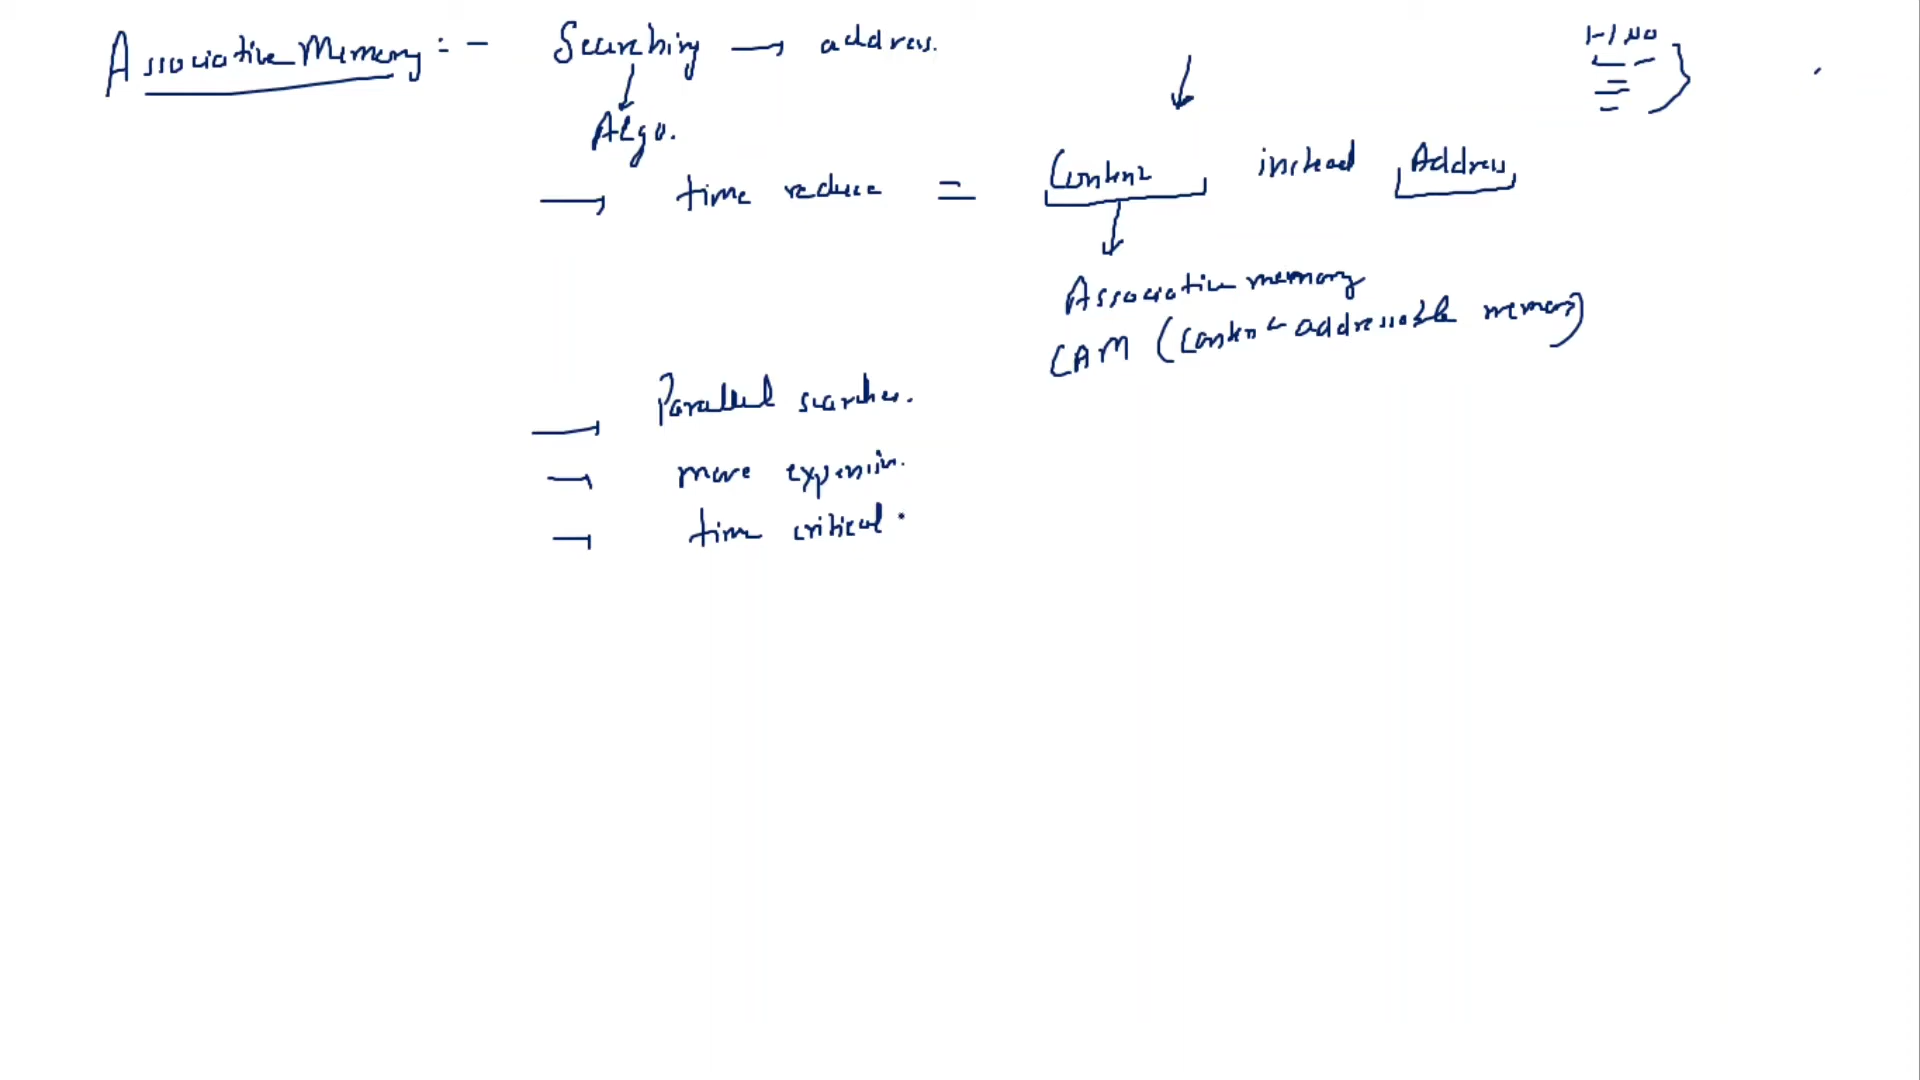 Associative Memory :- Searching → address.
Algo.
→ time reduce = Content instead Address
Associative memory
CAM (Content addressable memory)
→ Parallel searches.
→ more expensive.
→ time critical.